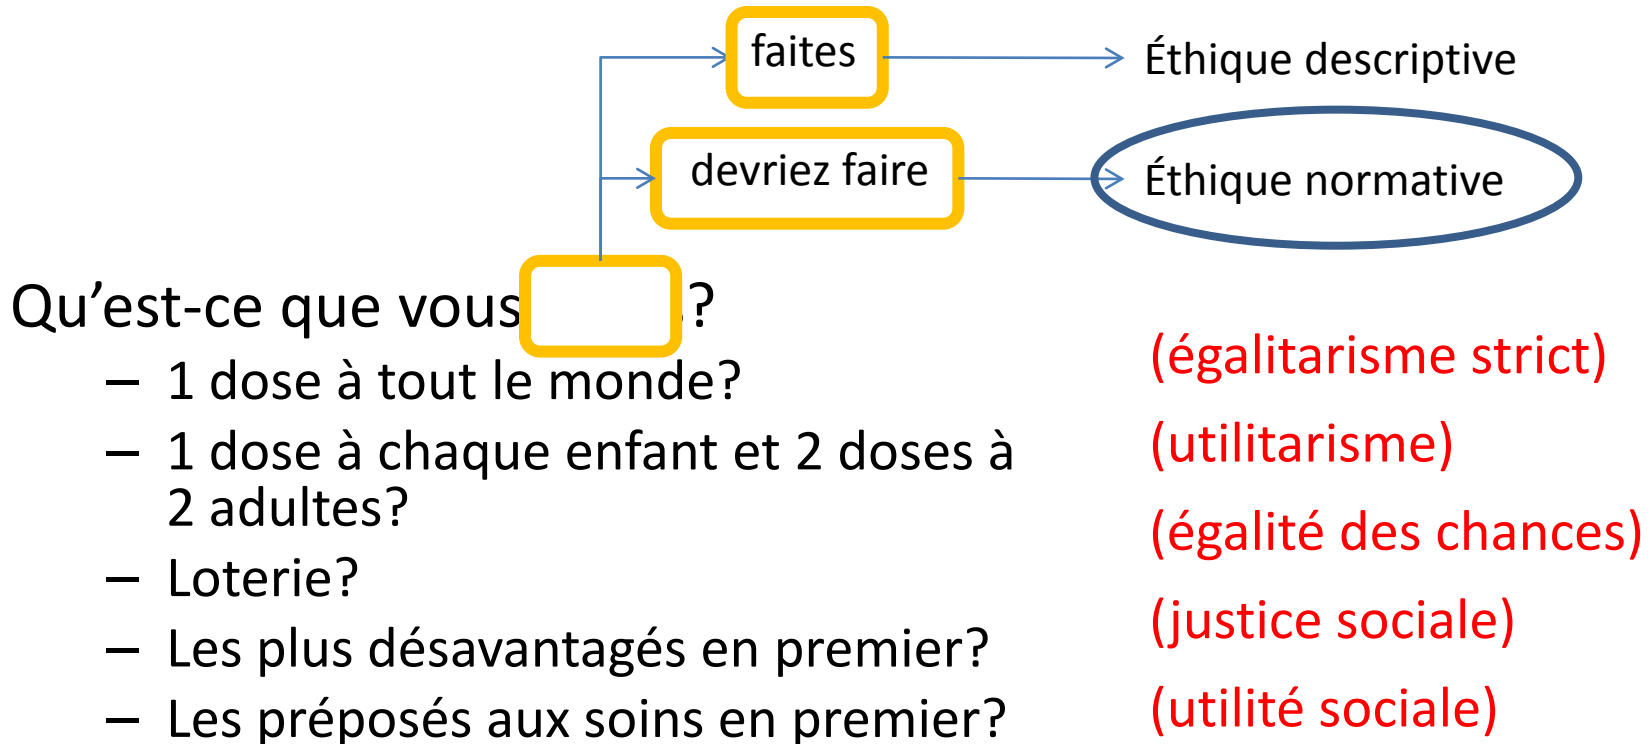 faites
Éthique descriptive
devriez faire
Éthique normative
Qu’est-ce que vous ?
– 1 dose à tout le monde?
(égalitarisme strict)
– 1 dose à chaque enfant et 2 doses à
2 adultes?
(utilitarisme)
– Loterie?
(égalité des chances)
– Les plus désavantagés en premier?
(justice sociale)
– Les préposés aux soins en premier?
(utilité sociale)